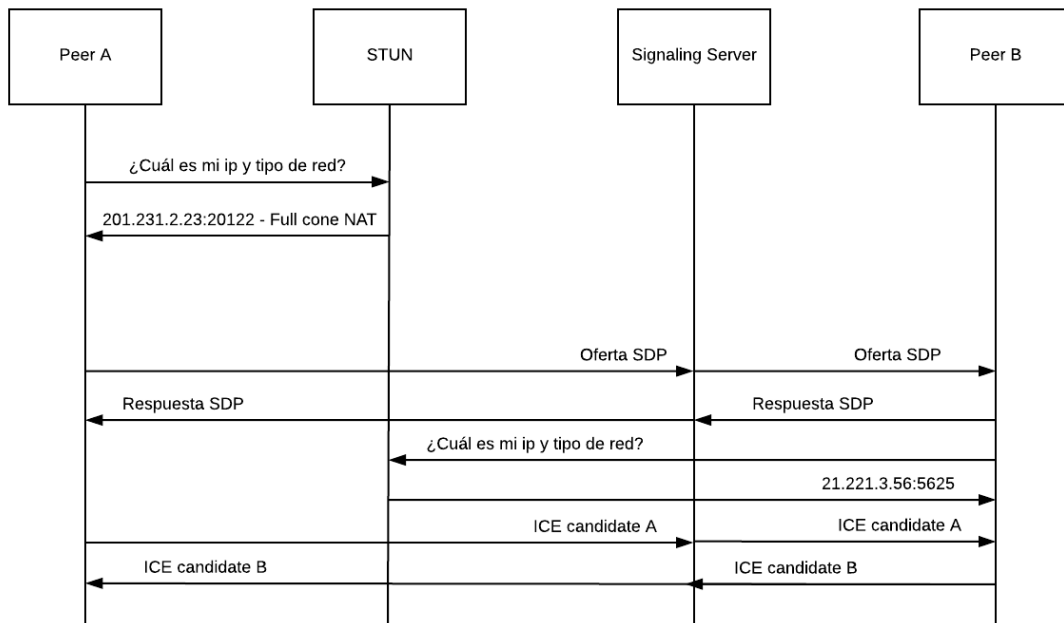 Peer A
STUN
Signaling Server
Peer B
¿Cuál es mi ip y tipo de red?
201.231.2.23:20122 - Full cone NAT
Oferta SDP
Oferta SDP
Respuesta SDP
Respuesta SDP
¿Cuál es mi ip y tipo de red?
21.221.3.56:5625
ICE candidate A
ICE candidate A
ICE candidate B
ICE candidate B